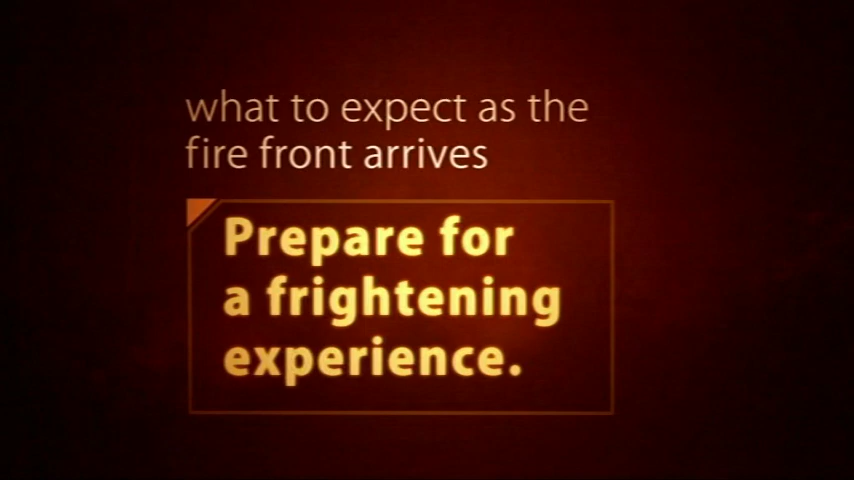 what to expect as the
fire front arrives
Prepare for
a frightening
experience.